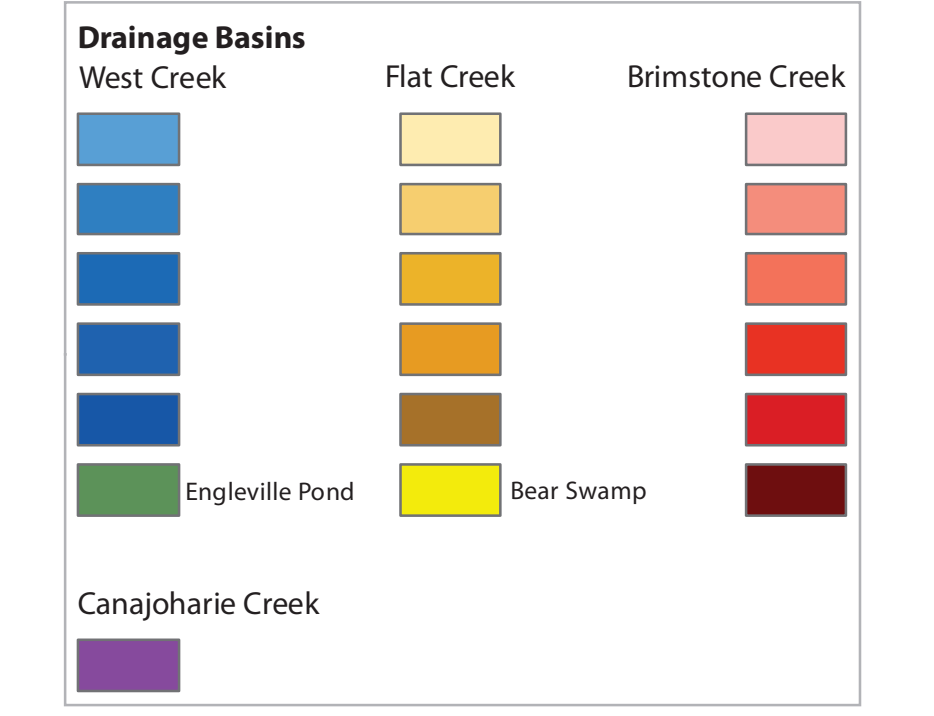 Drainage Basins
West Creek
Flat Creek
Brimstone Creek
Engleville Pond
Bear Swamp
Canajoharie Creek